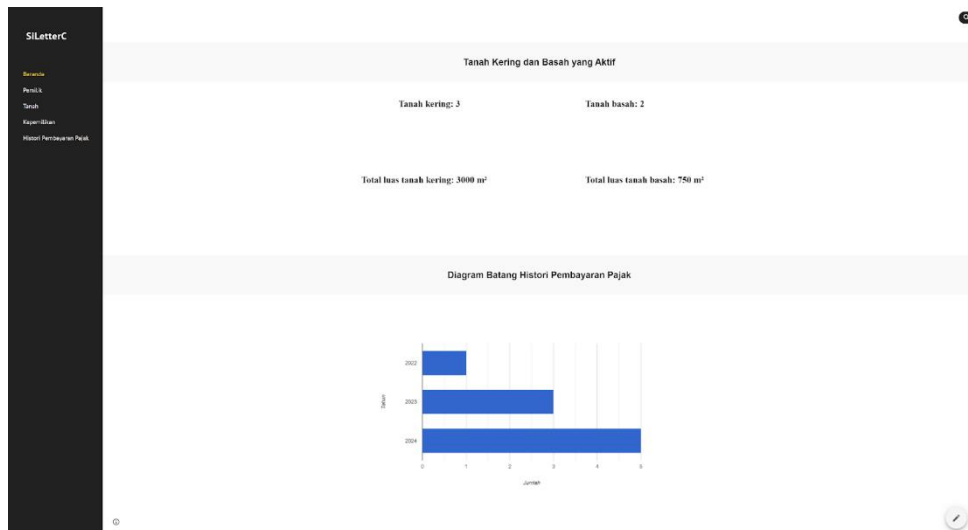 SiLetterC
Beranda
Pemilik
Tanah
Kepemilikan
Histori Pembayaran Pajak
Tanah Kering dan Basah yang Aktif
Tanah kering: 3
Tanah basah: 2
Total luas tanah kering: 3000 m²
Total luas tanah basah: 750 m²
Diagram Batang Histori Pembayaran Pajak
2022
2023
2024
Tahun
0 1 2 3 4 5
Jumlah